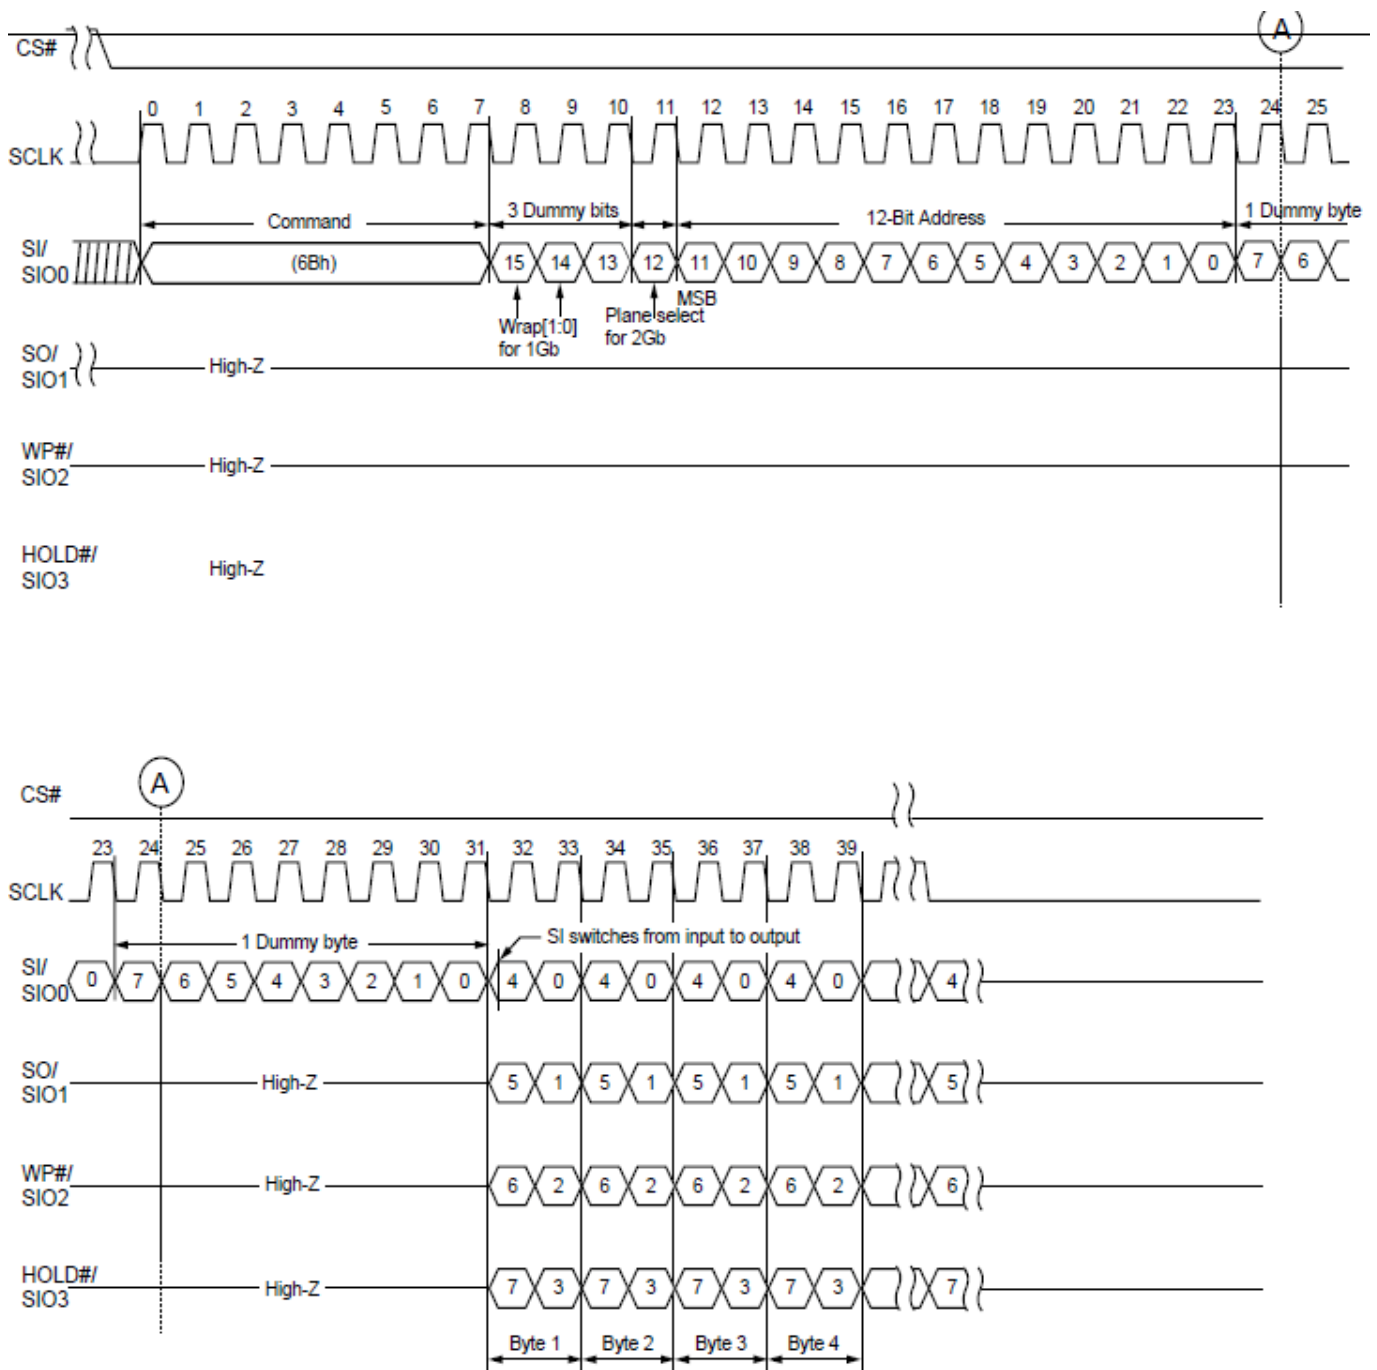 A
CS#
0 1 2 3 4 5 6 7 8 9 10 11 12 13 14 15 16 17 18 19 20 21 22 23 24 25
SCLK
Command 3 Dummy bits 12-Bit Address 1 Dummy byte
SI/
SIO0
(6Bh) 15 14 13 12 11 10 9 8 7 6 5 4 3 2 1 0 7 6
MSB
Wrap[1:0]
for 1Gb
Plane select
for 2Gb
SO/
SIO1
High-Z
WP#/
SIO2
High-Z
HOLD#/
SIO3
High-Z
A
CS#
23 24 25 26 27 28 29 30 31 32 33 34 35 36 37 38 39
SCLK
1 Dummy byte SI switches from input to output
SI/
SIO0
0 7 6 5 4 3 2 1 0 4 0 4 0 4 0 4 0 4
SO/
SIO1
High-Z 5 1 5 1 5 1 5 1 5
WP#/
SIO2
High-Z 6 2 6 2 6 2 6 2 6
HOLD#/
SIO3
High-Z 7 3 7 3 7 3 7 3 7
Byte 1 Byte 2 Byte 3 Byte 4